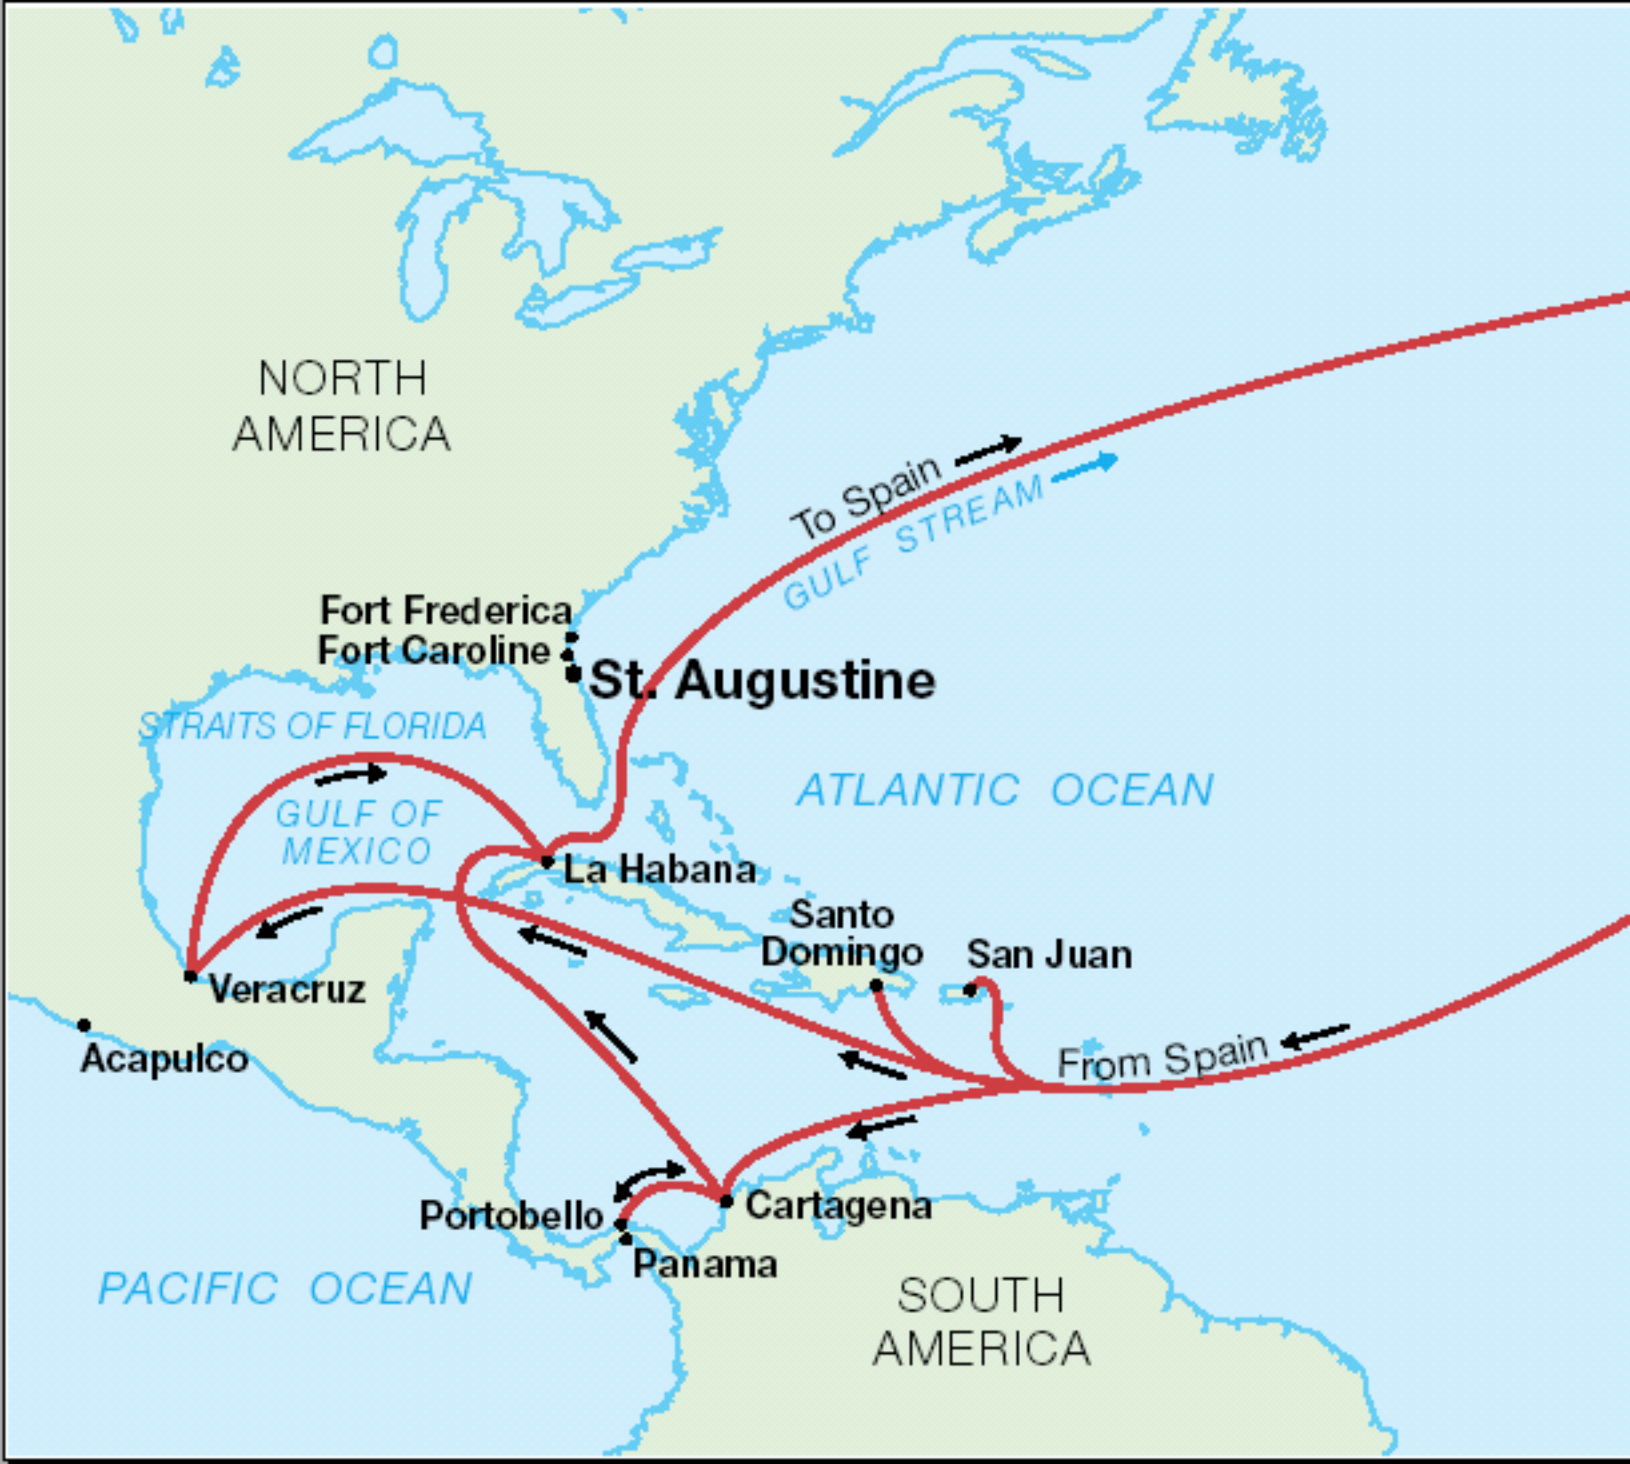 NORTH
AMERICA
To Spain
GULF STREAM
Fort Frederica
Fort Caroline
St. Augustine
STRAITS OF FLORIDA
ATLANTIC OCEAN
GULF OF
MEXICO
La Habana
Santo
Domingo
San Juan
Veracruz
Acapulco
From Spain
Portobello
Cartagena
Panama
PACIFIC OCEAN
SOUTH
AMERICA